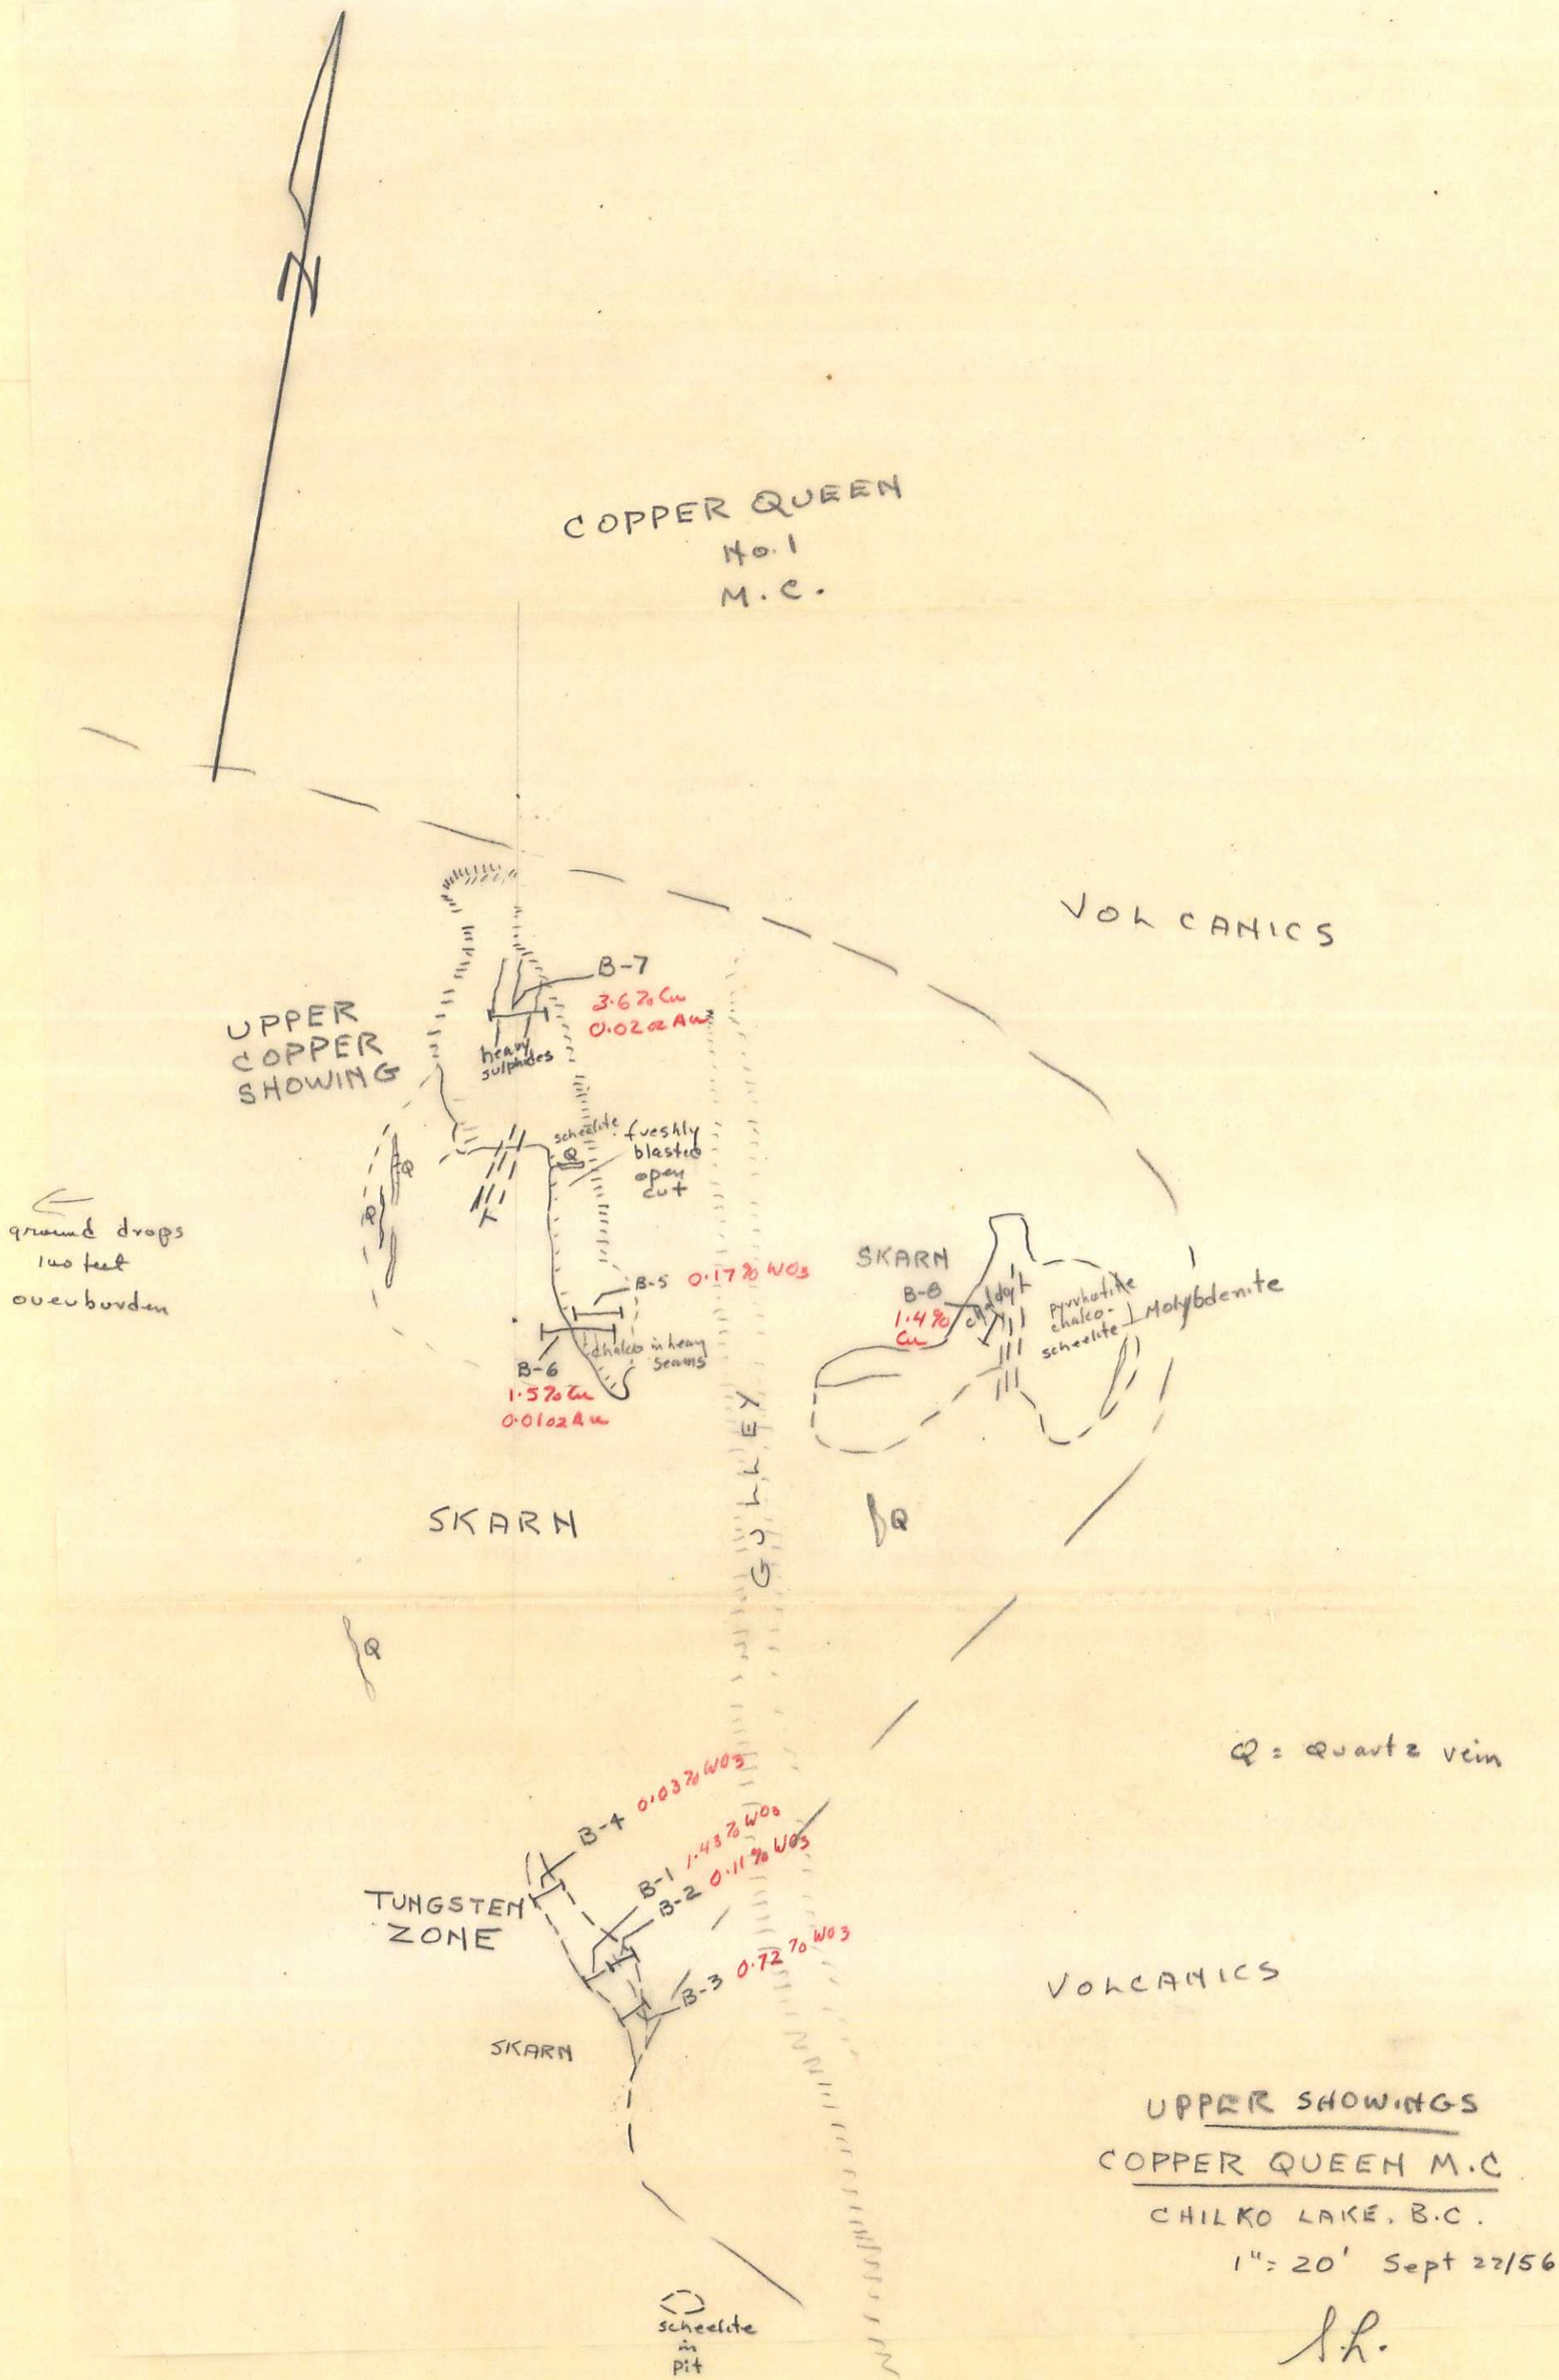 N
COPPER QUEEN
No. 1
M.C.
VOLCANICS
B-7
3.6% Cu
0.02 oz Au
UPPER
COPPER
SHOWING
heavy
sulphides
scheelite
Q
freshly
blasted
open
cut
Q
Q
ground drops
100 feet
overburden
B-5 0.17% WO3
B-6
1.5% Cu
0.01 oz Au
chalco in heavy
seams
SKARN
B-8
1.4%
Cu
pyrrhotite
chalco-
scheelite
Molybdenite
GULLEY
SKARN
Q
Q
Q = Quartz vein
B-4 0.03% WO3
B-1 1.43% WO3
B-2 0.11% WO3
TUNGSTEN
ZONE
B-3 0.72% WO3
SKARN
VOLCANICS
UPPER SHOWINGS
COPPER QUEEN M.C.
CHILKO LAKE, B.C.
1" = 20' Sept 22/56
scheelite
in
pit